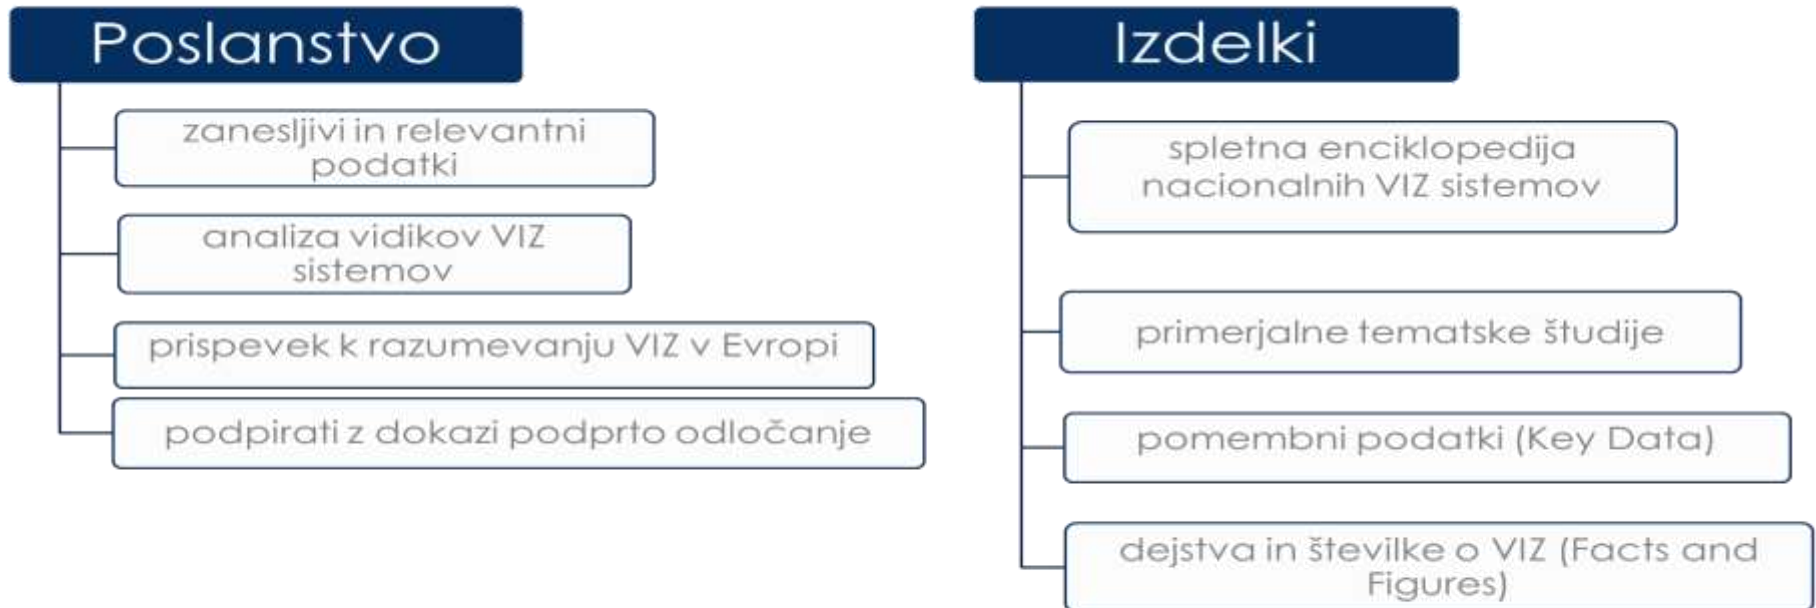 Poslanstvo
zanesljivi in relevantni
podatki
analiza vidikov VIZ
sistemov
prispevek k razumevanju VIZ v Evropi
podpirati z dokazi podprto odločanje
Izdelki
spletna enciklopedija
nacionalnih VIZ sistemov
primerjalne tematske študije
pomembni podatki (Key Data)
dejstva in številke o VIZ (Facts and
Figures)